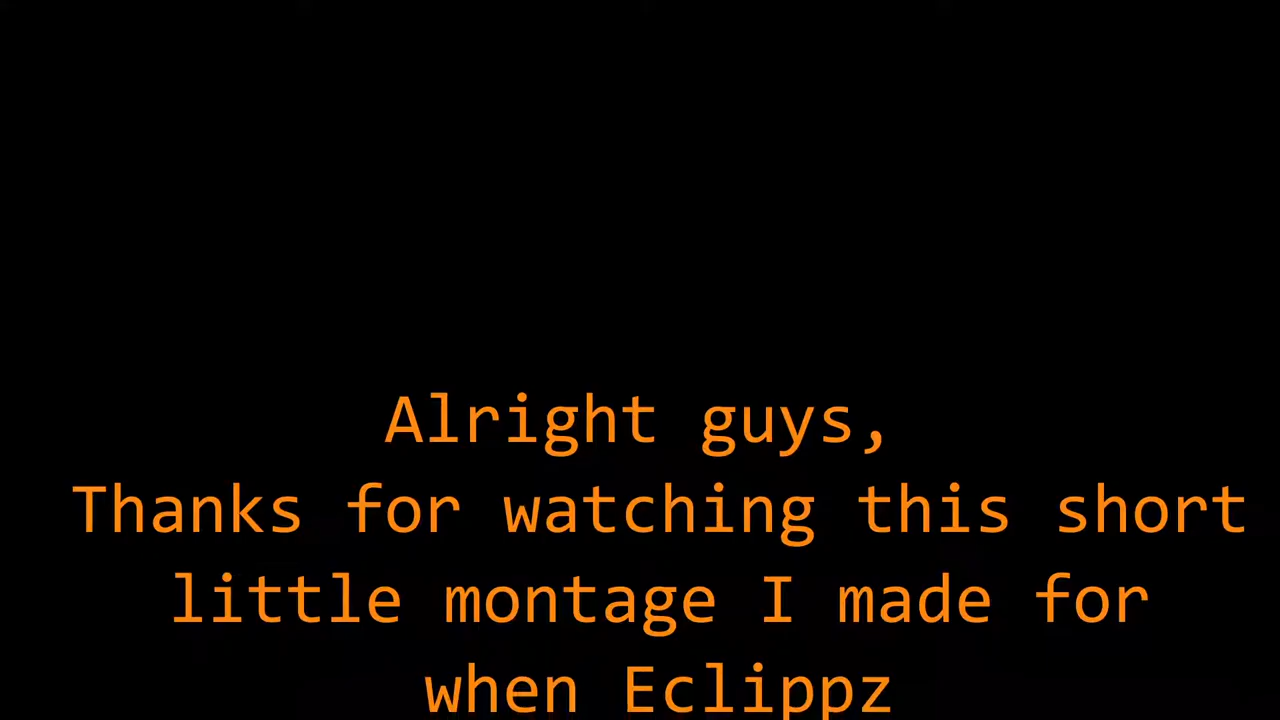 Alright guys,
Thanks for watching this short
little montage I made for
when Eclippz